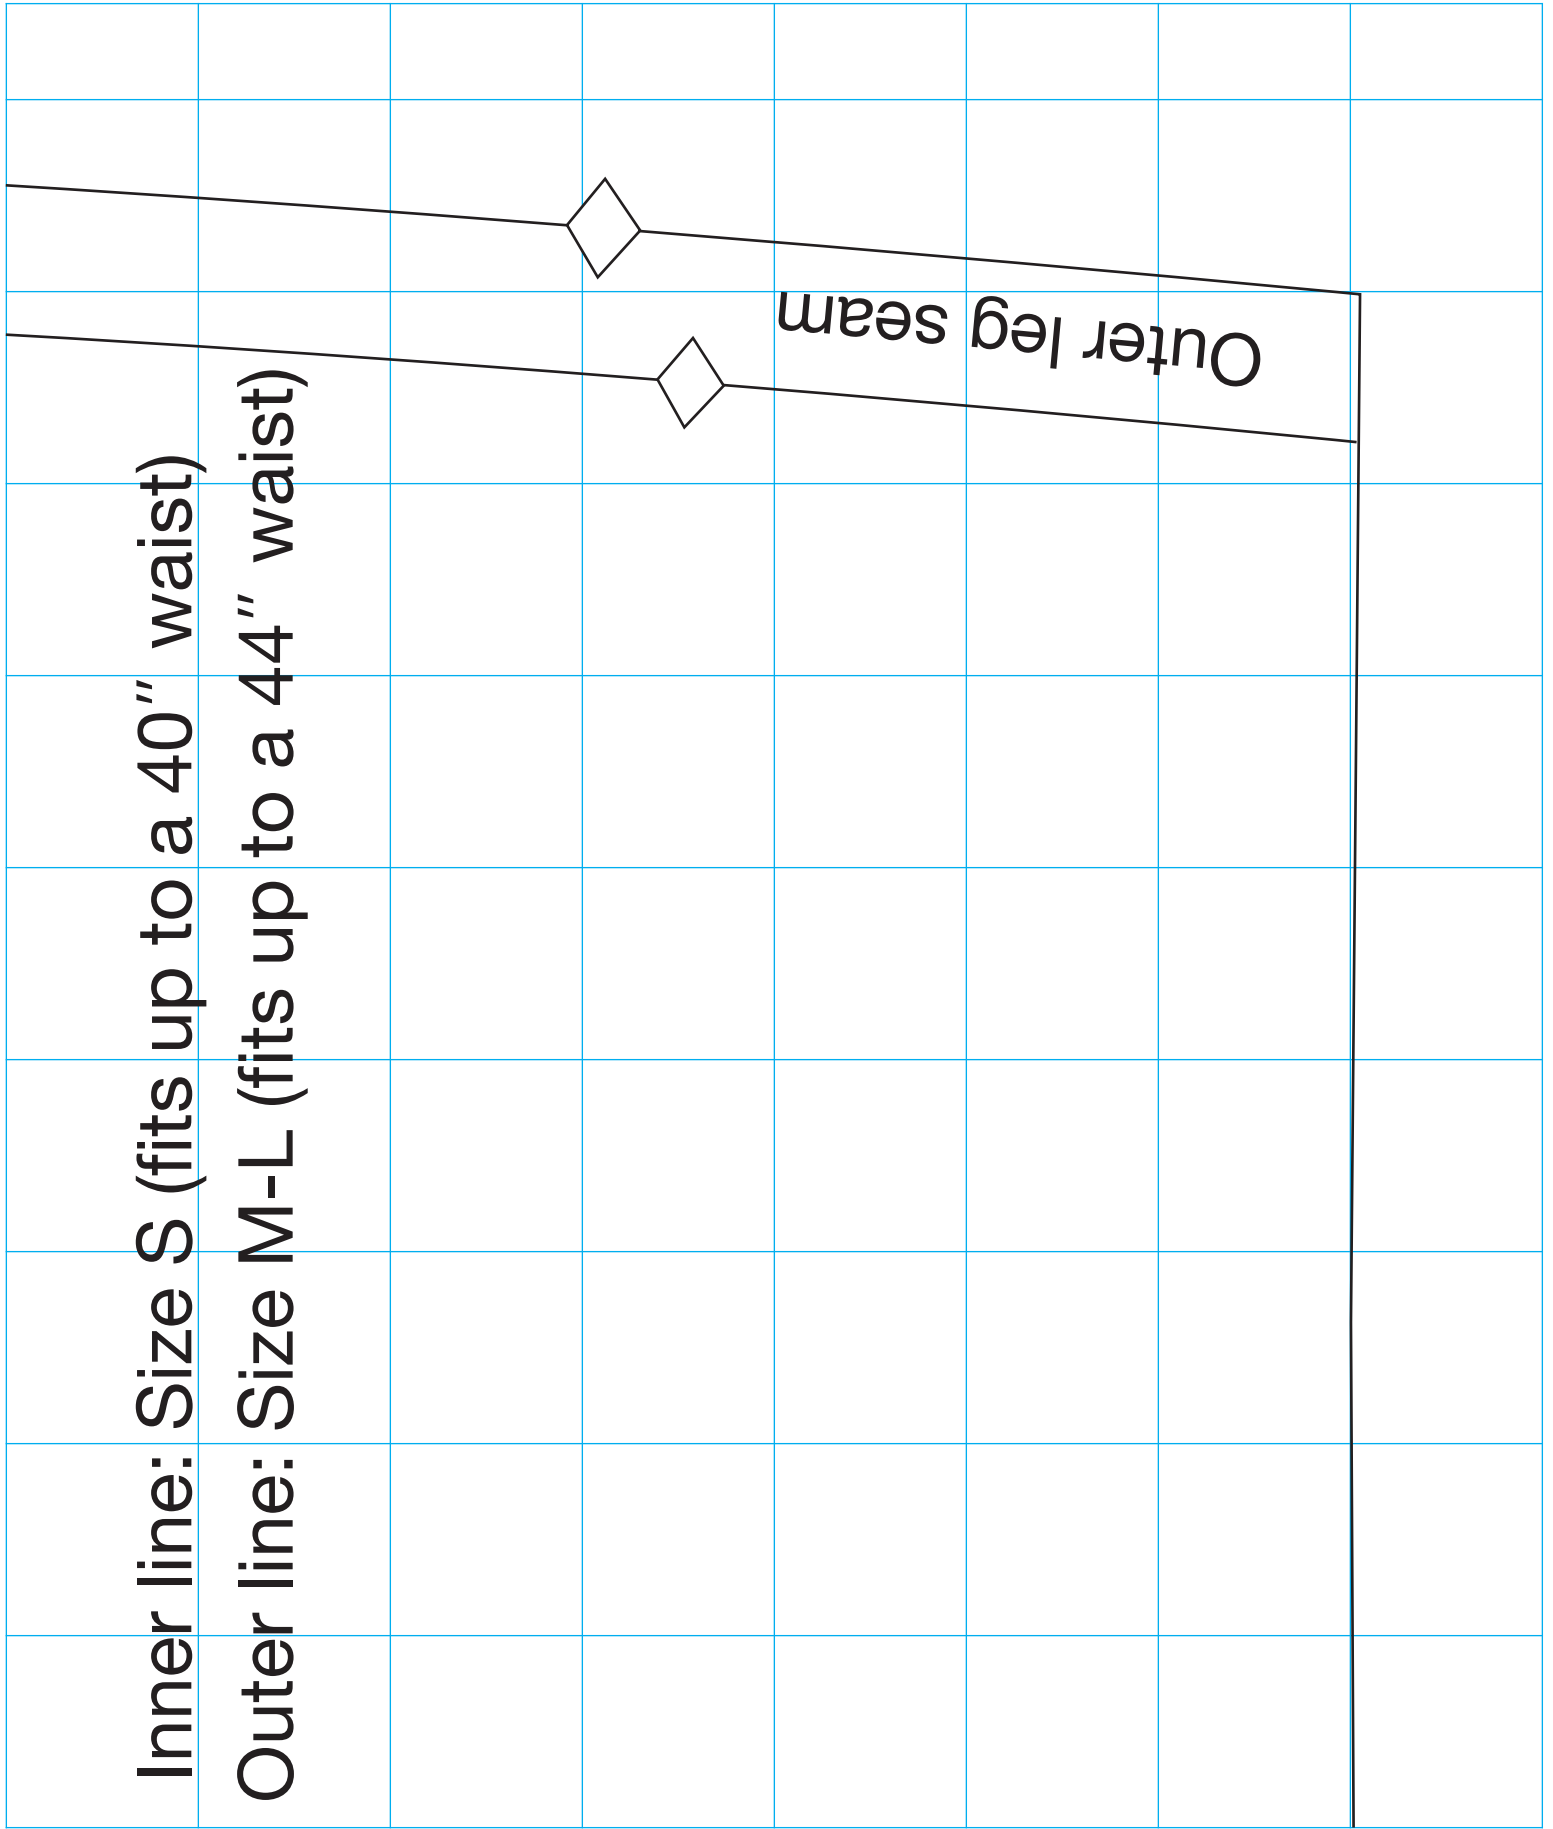 Outer leg seam
Inner line: Size S (fits up to a 40″ waist)
Outer line: Size M-L (fits up to a 44″ waist)